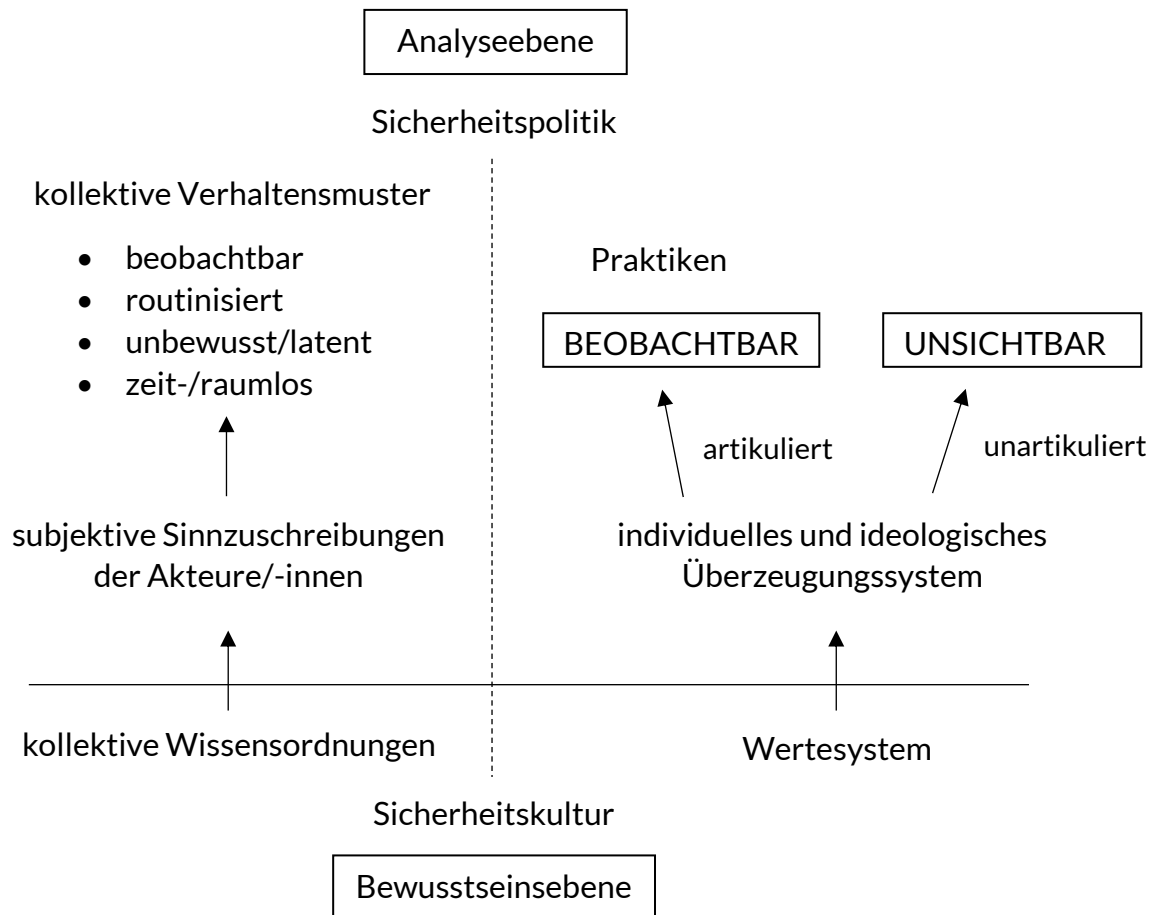 Analyseebene
Sicherheitspolitik
kollektive Verhaltensmuster
• beobachtbar
• routinisiert
• unbewusst/latent
• zeit-/raumlos
Praktiken
BEOBACHTBAR
UNSICHTBAR
artikuliert
unartikuliert
subjektive Sinnzuschreibungen
der Akteure/-innen
individuelles und ideologisches
Überzeugungssystem
kollektive Wissensordnungen
Wertesystem
Sicherheitskultur
Bewusstseinsebene